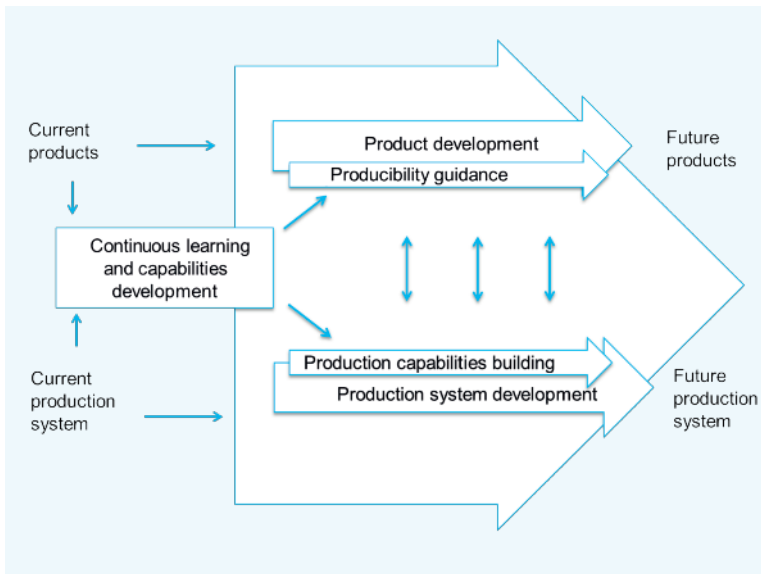 Current
products
Product development
Producibility guidance
Future
products
Continuous learning
and capabilities
development
Production capabilities building
Production system development
Current
production
system
Future
production
system